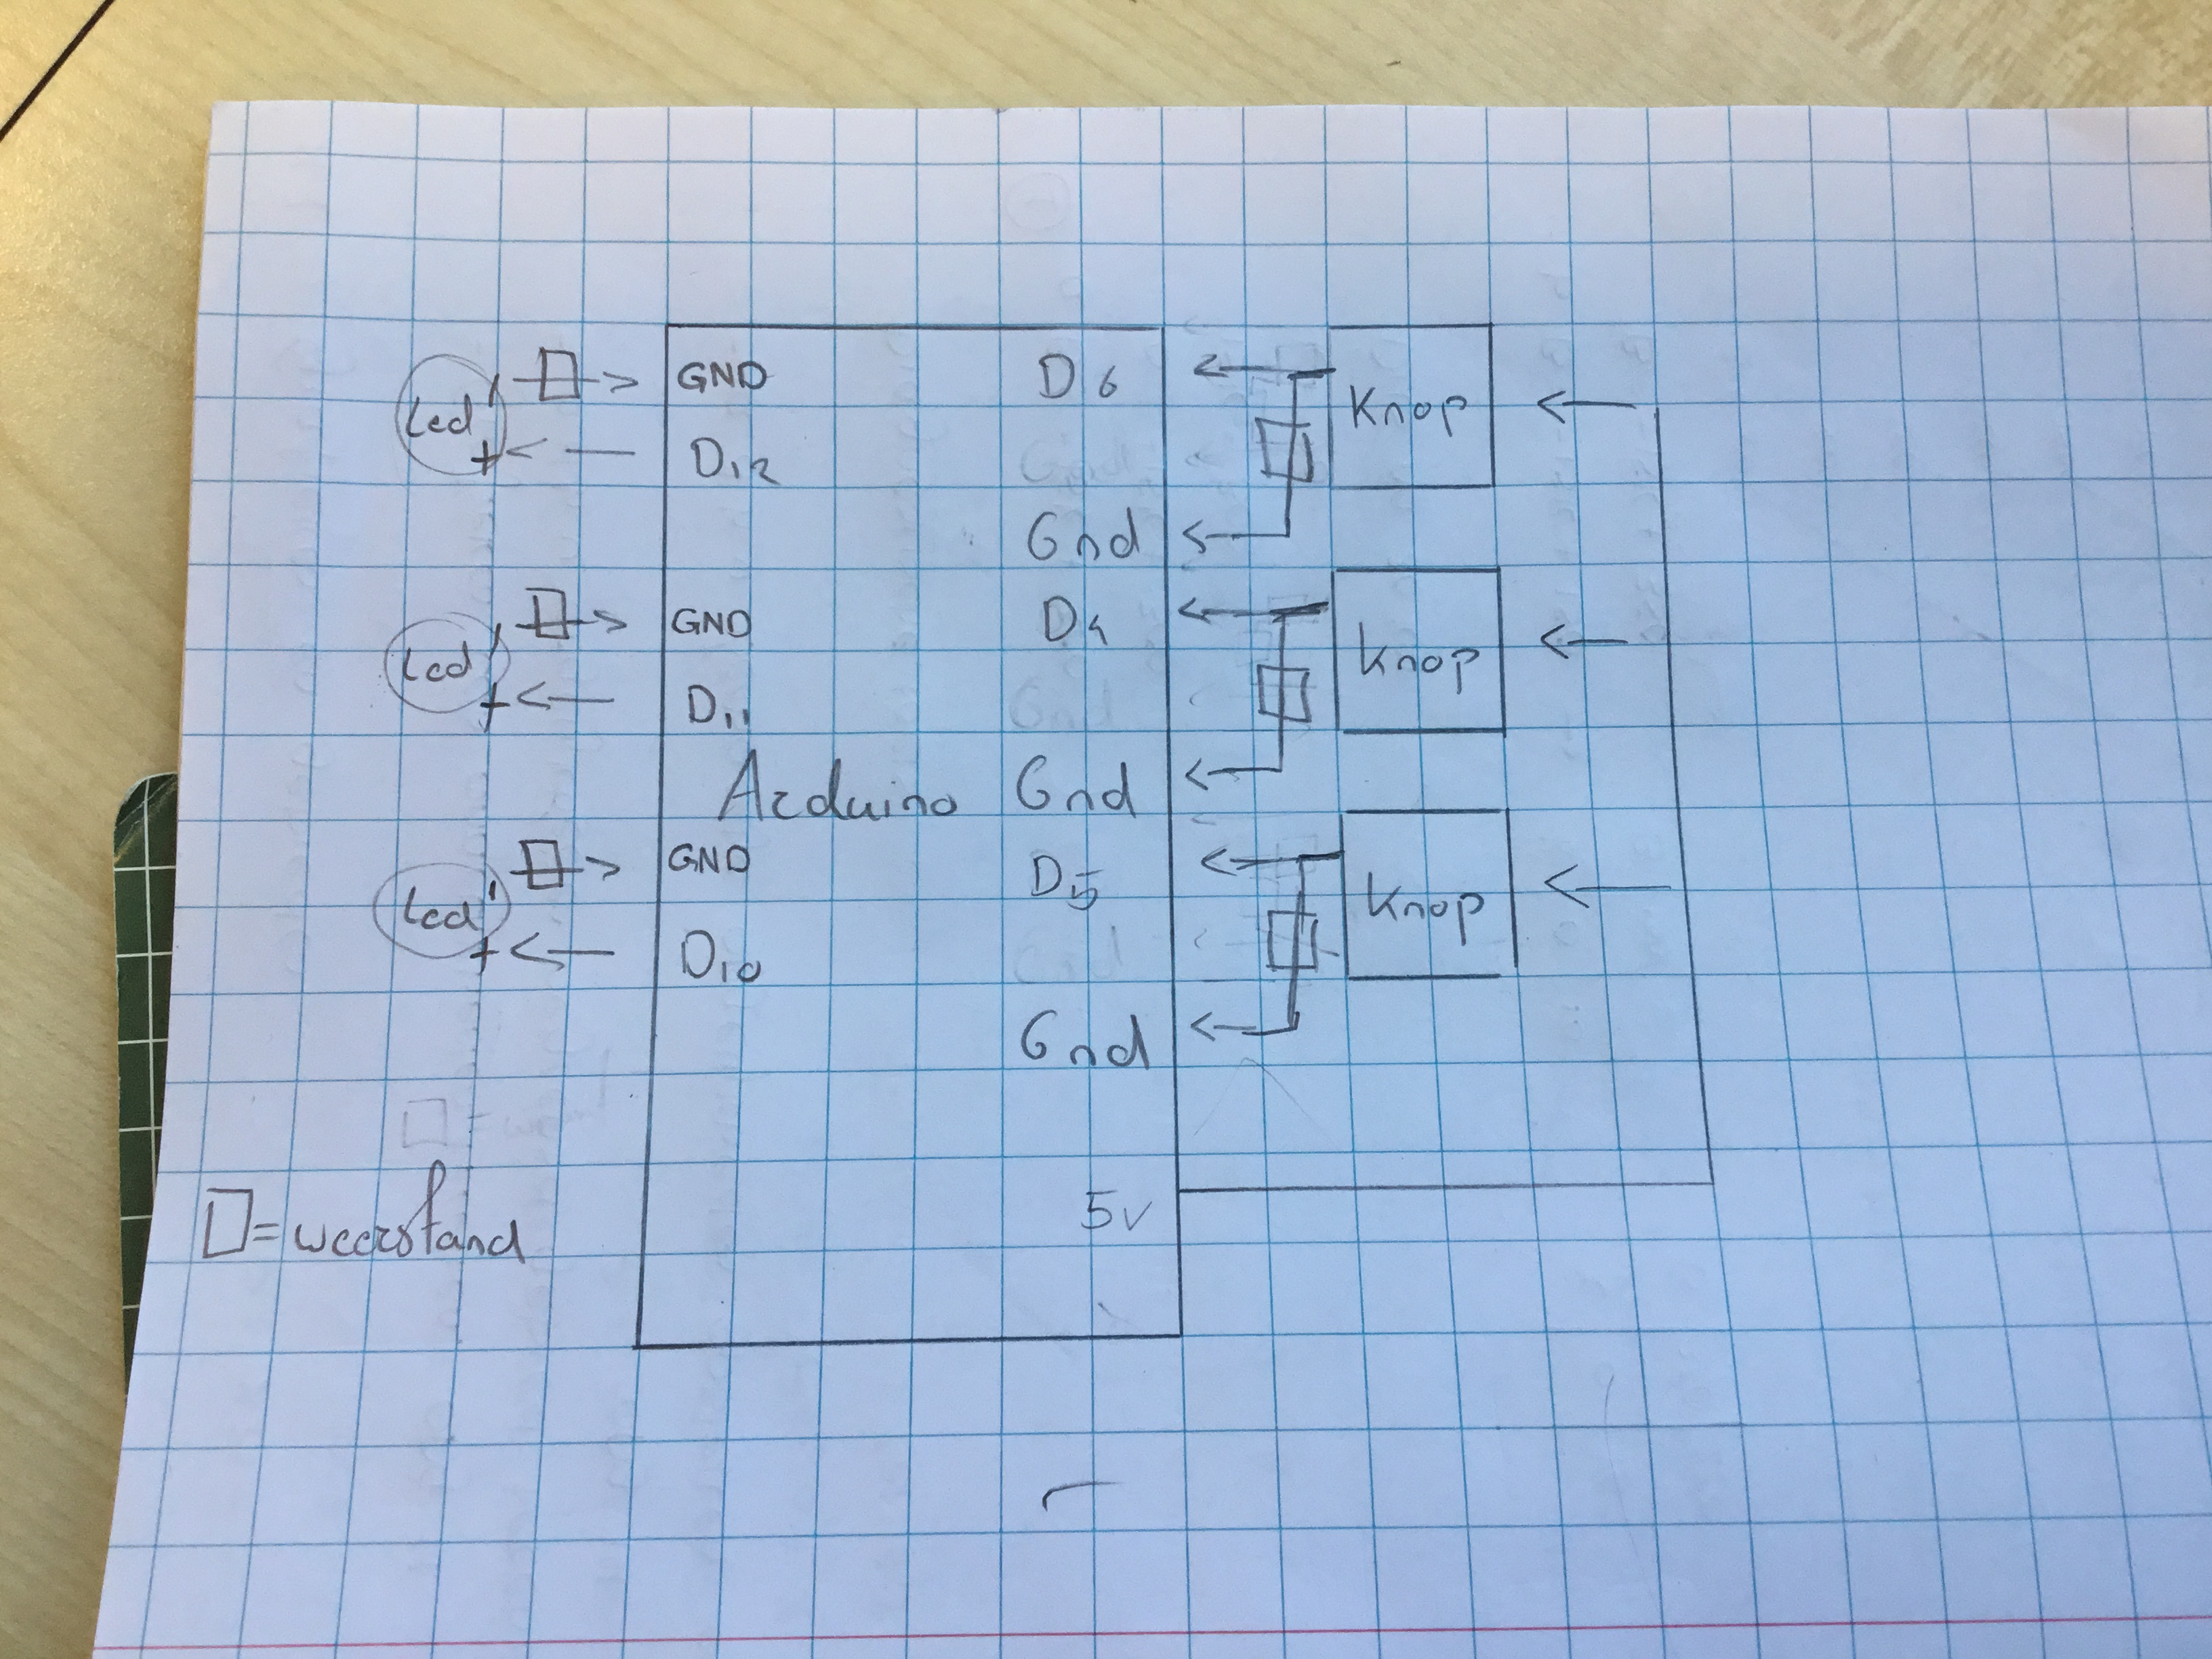 Led
GND
D12
D6
Gnd
Knop
Led
GND
D11
D4
Gnd
Knop
Arduino
Led
GND
D10
D5
Gnd
Knop
5v
= weerstand